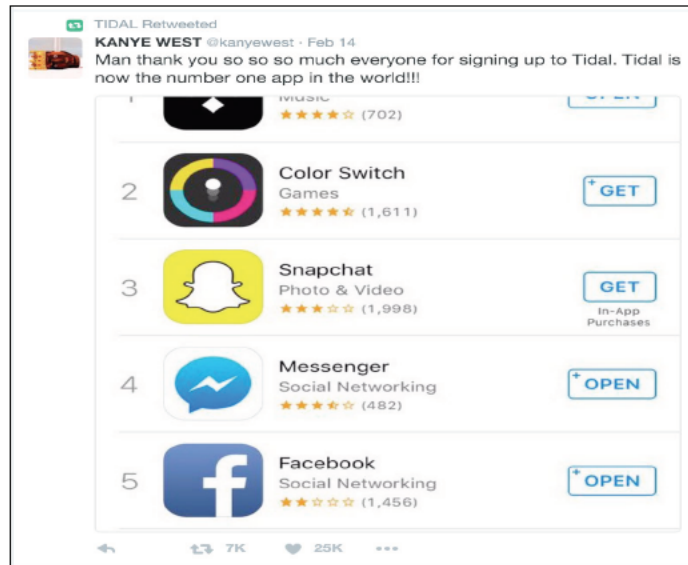 TIDAL Retweeted
KANYE WEST @kanyewest · Feb 14
Man thank you so so so much everyone for signing up to Tidal. Tidal is
now the number one app in the world!!!
1 Music OPEN
(702)
Color Switch
2 Games + GET
(1,611)
Snapchat
3 Photo & Video GET
(1,998) In-App
Purchases
Messenger
4 Social Networking + OPEN
(482)
Facebook
5 Social Networking + OPEN
(1,456)
7K 25K